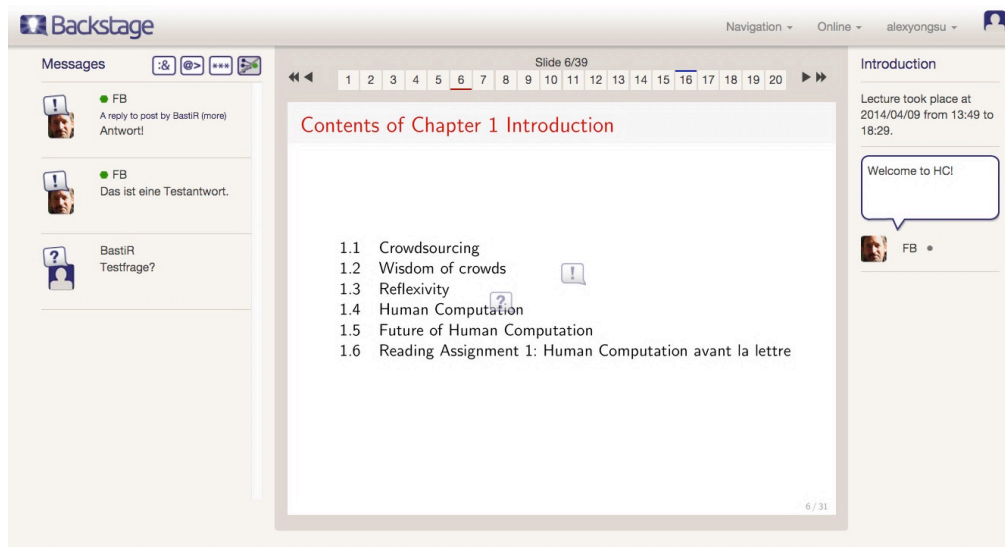 Backstage
Navigation
Online
alexyongsu
Messages
:& @> ***
FB
A reply to post by BastiR (more)
Antwort!
FB
Das ist eine Testantwort.
BastiR
Testfrage?
Slide 6/39
1 2 3 4 5 6 7 8 9 10 11 12 13 14 15 16 17 18 19 20
Contents of Chapter 1 Introduction
1.1 Crowdsourcing
1.2 Wisdom of crowds
1.3 Reflexivity
1.4 Human Computation
1.5 Future of Human Computation
1.6 Reading Assignment 1: Human Computation avant la lettre
6 / 31
Introduction
Lecture took place at
2014/04/09 from 13:49 to
18:29.
Welcome to HC!
FB